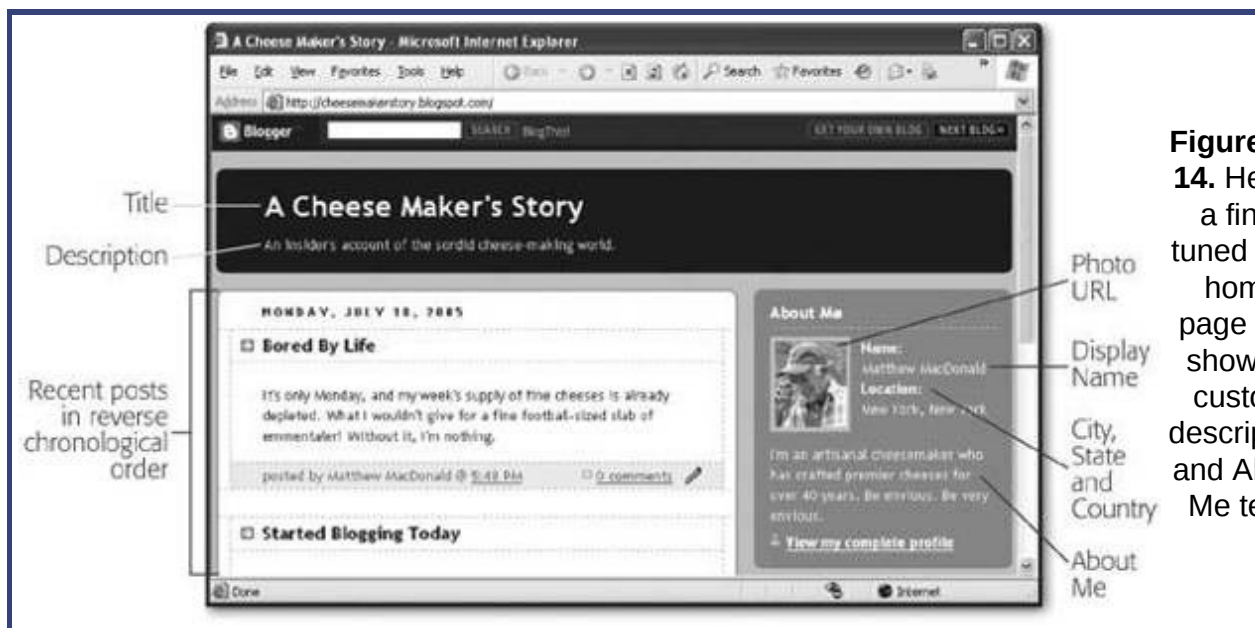 A Cheese Maker's Story - Microsoft Internet Explorer
File Edit View Favorites Tools Help Back Search Favorites
Address http://cheesemakerstory.blogspot.com/
Blogger SEARCH BlogThis! GET YOUR OWN BLOG NEXT BLOG»
Title
A Cheese Maker's Story
Description
An insider's account of the sordid cheese-making world.
Recent posts
in reverse
chronological
order
MONDAY, JULY 18, 2005
Bored By Life
It's only Monday, and my week's supply of fine cheeses is already
depleted. What I wouldn't give for a fine footbal-sized slab of
emmentaler! Without it, I'm nothing.
posted by Matthew MacDonald @ 5:48 PM 0 comments
Started Blogging Today
About Me
Name:
Matthew MacDonald
Location:
New York, New York
I'm an artisanal cheesemaker who
has crafted premier cheeses for
over 40 years. Be envious. Be very
envious.
View my complete profile
Done Internet
Photo
URL
Display
Name
City,
State
and
Country
About
Me
Figure
14. He
a fin
tuned
hom
page
show
custo
descrip
and A
Me te